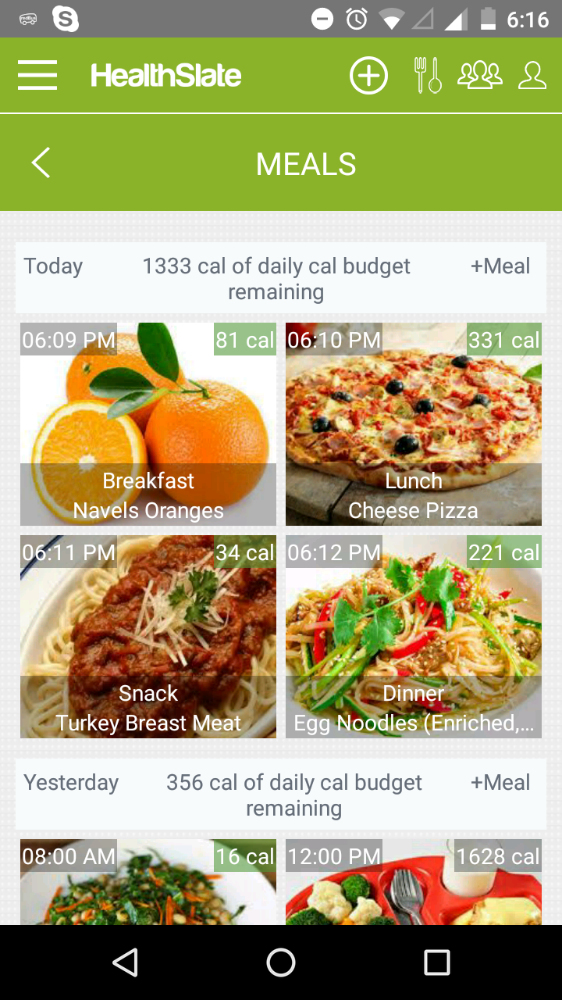 redBus
6:16
HealthSlate
MEALS
Today
1333 cal of daily cal budget
remaining
+Meal
06:09 PM
81 cal
Breakfast
Navels Oranges
06:10 PM
331 cal
Lunch
Cheese Pizza
06:11 PM
34 cal
Snack
Turkey Breast Meat
06:12 PM
221 cal
Dinner
Egg Noodles (Enriched,...
Yesterday
356 cal of daily cal budget
remaining
+Meal
08:00 AM
16 cal
12:00 PM
1628 cal